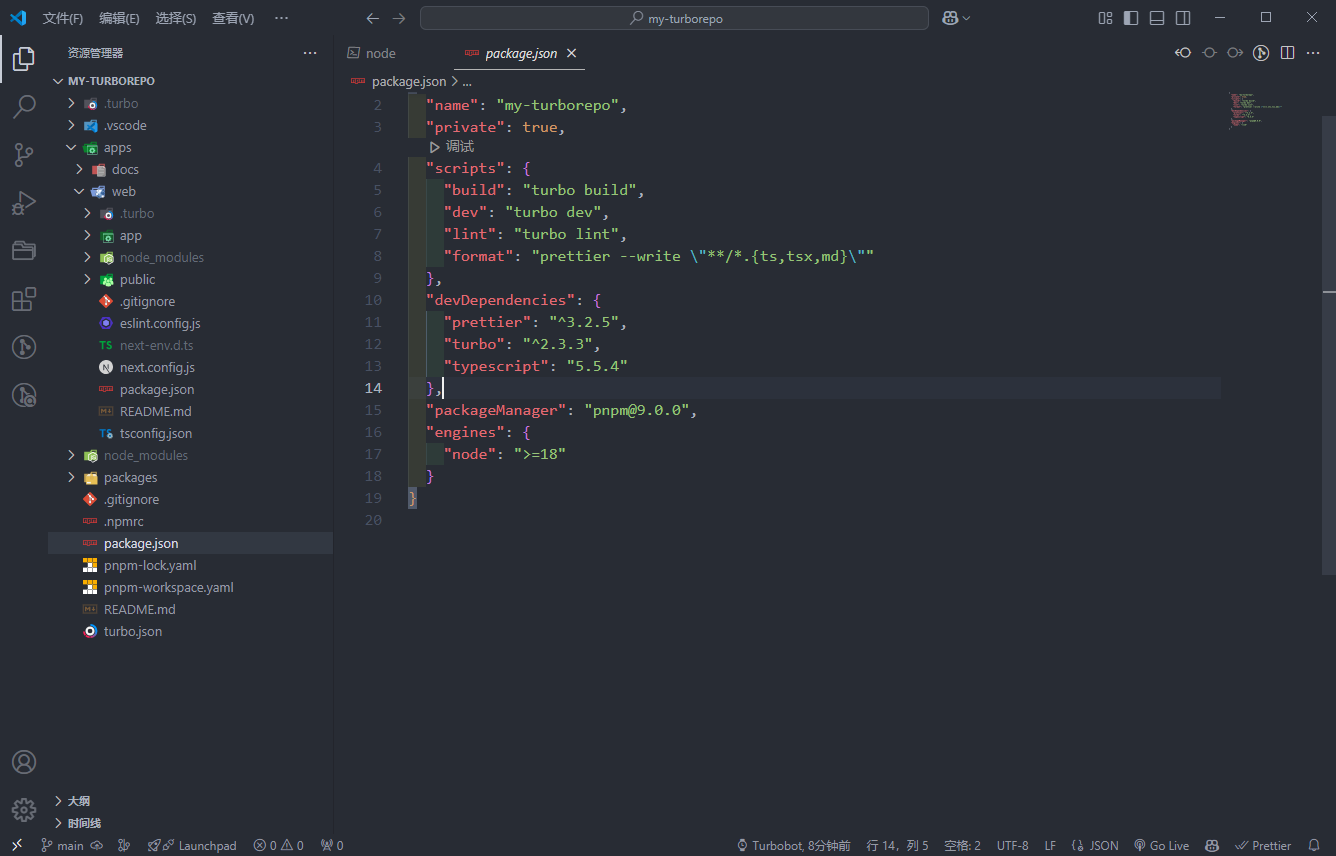 文件(F) 编辑(E) 选择(S) 查看(V) ··· my-turborepo
资源管理器 ···
MY-TURBOREPO
.turbo
.vscode
apps
docs
web
.turbo
app
node_modules
public
.gitignore
eslint.config.js
TS next-env.d.ts
N next.config.js
package.json
README.md
tsconfig.json
node_modules
packages
.gitignore
.npmrc
package.json
pnpm-lock.yaml
pnpm-workspace.yaml
README.md
turbo.json
大纲
时间线
node package.json
package.json > ...
2 "name": "my-turborepo",
3 "private": true,
调试
4 "scripts": {
5 "build": "turbo build",
6 "dev": "turbo dev",
7 "lint": "turbo lint",
8 "format": "prettier --write \"**/*.{ts,tsx,md}\""
9 },
10 "devDependencies": {
11 "prettier": "^3.2.5",
12 "turbo": "^2.3.3",
13 "typescript": "5.5.4"
14 },
15 "packageManager": "pnpm@9.0.0",
16 "engines": {
17 "node": ">=18"
18 }
19 }
20
main Launchpad 0 0 0 Turbobot, 8分钟前 行 14, 列 5 空格: 2 UTF-8 LF {} JSON Go Live Prettier